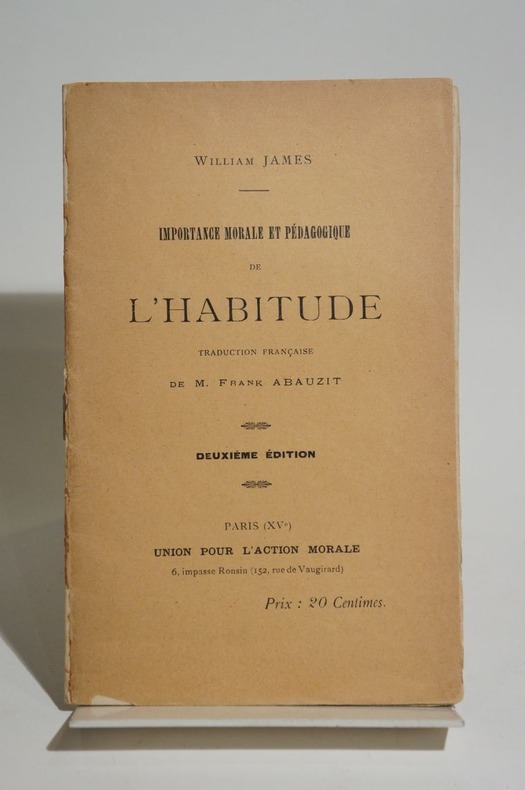 William JAMES
IMPORTANCE MORALE ET PÉDAGOGIQUE
DE
L'HABITUDE
TRADUCTION FRANÇAISE
DE M. Frank ABAUZIT
DEUXIÈME ÉDITION
PARIS (XVe)
UNION POUR L'ACTION MORALE
6, impasse Ronsin (152, rue de Vaugirard)
Prix : 20 Centimes.